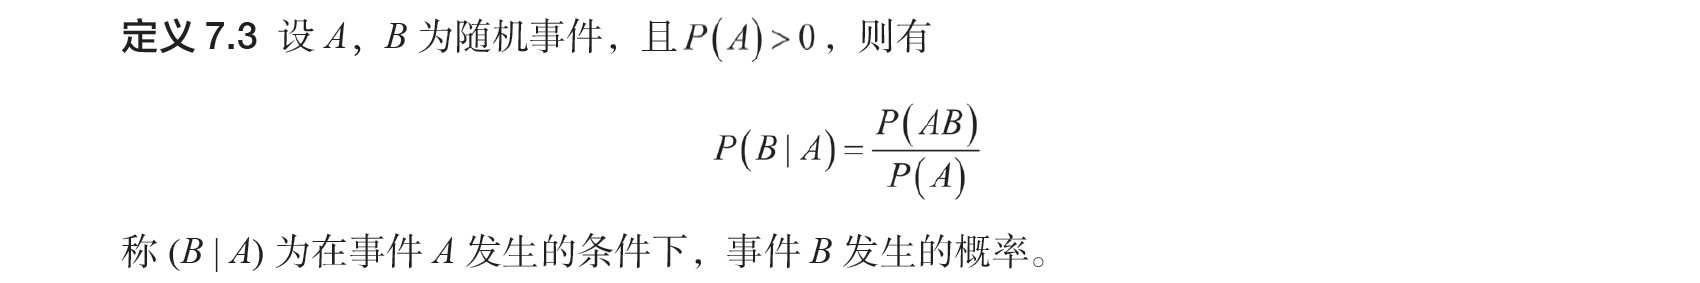 定义 7.3 设 A，B 为随机事件，且 P(A)>0，则有
P(B|A)=P(AB)/P(A)
称 (B|A) 为在事件 A 发生的条件下，事件 B 发生的概率。